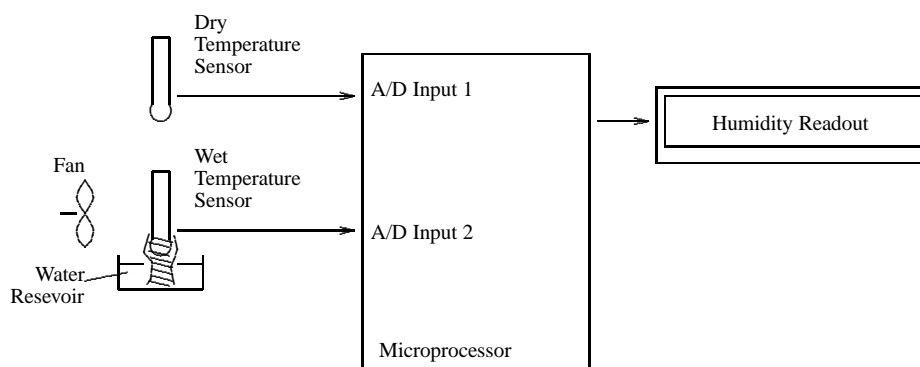 Dry
Temperature
Sensor
A/D Input 1
Humidity Readout
Wet
Temperature
Sensor
Fan
A/D Input 2
Water
Resevoir
Microprocessor